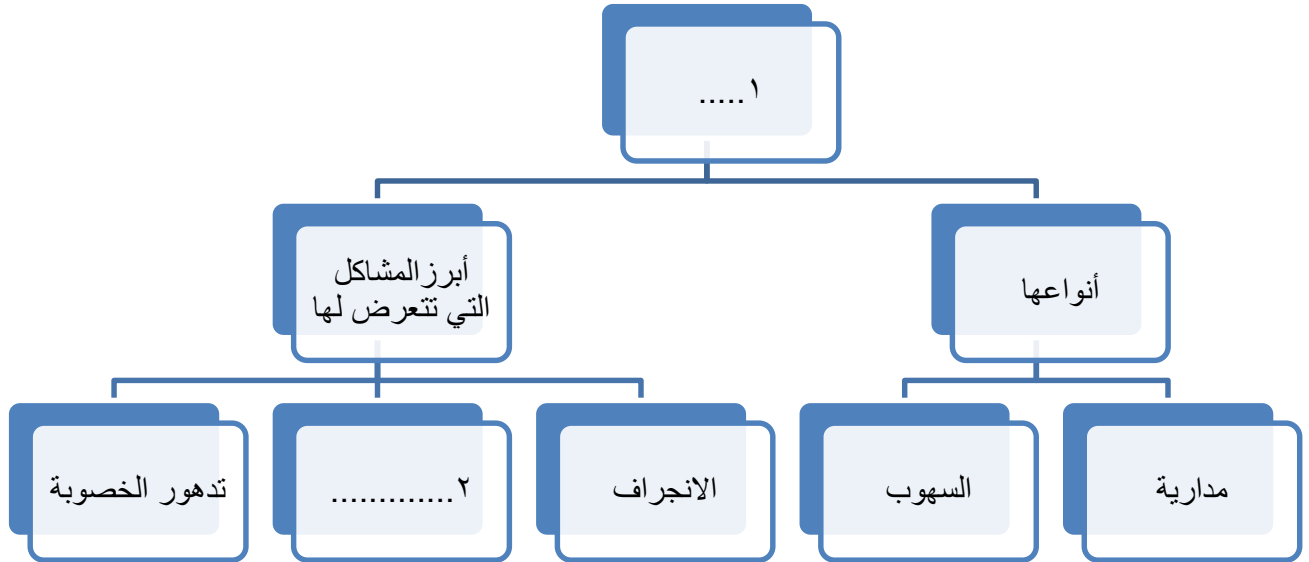 ١.....
أنواعها
أبرزالمشاكل
التي تتعرض لها
مدارية
السهوب
الانجراف
٢.............
تدهور الخصوبة